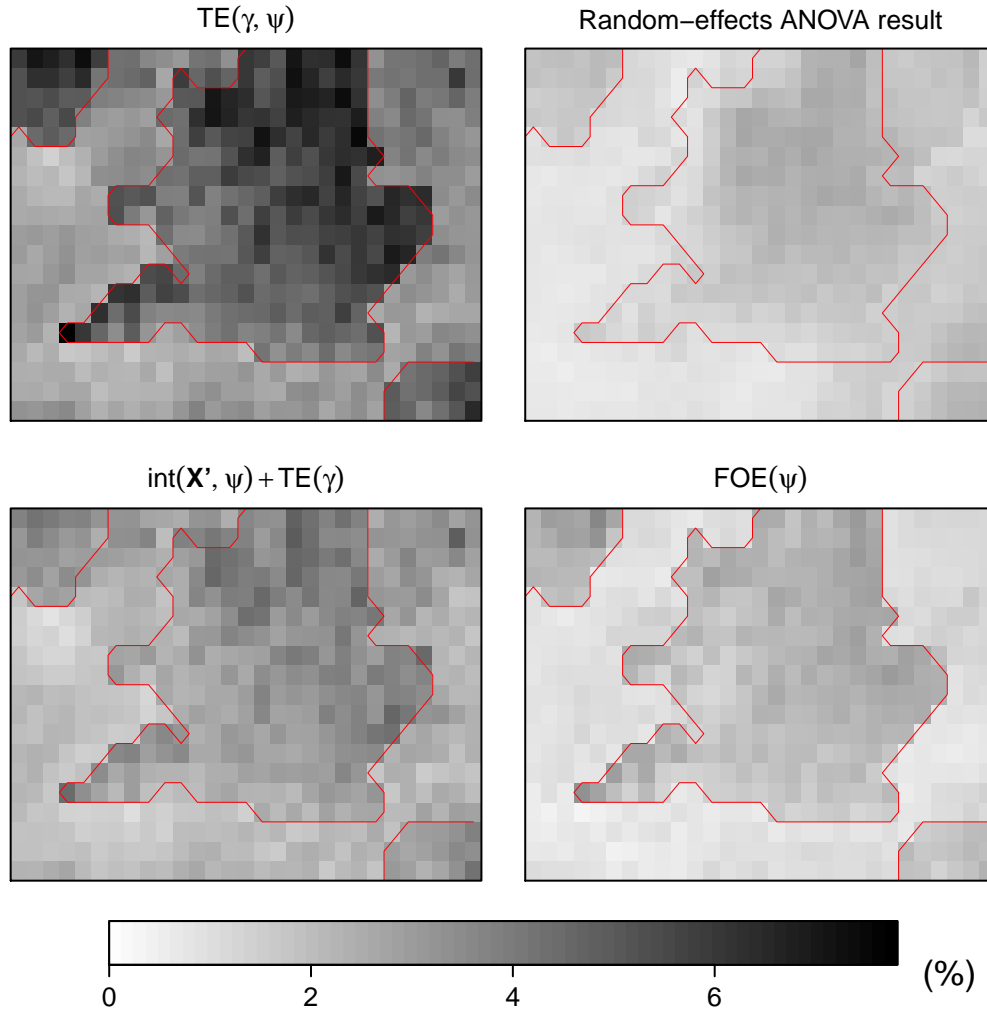 TE(γ, ψ)
Random−effects ANOVA result
int(X', ψ) + TE(γ)
FOE(ψ)
0 2 4 6 (%)